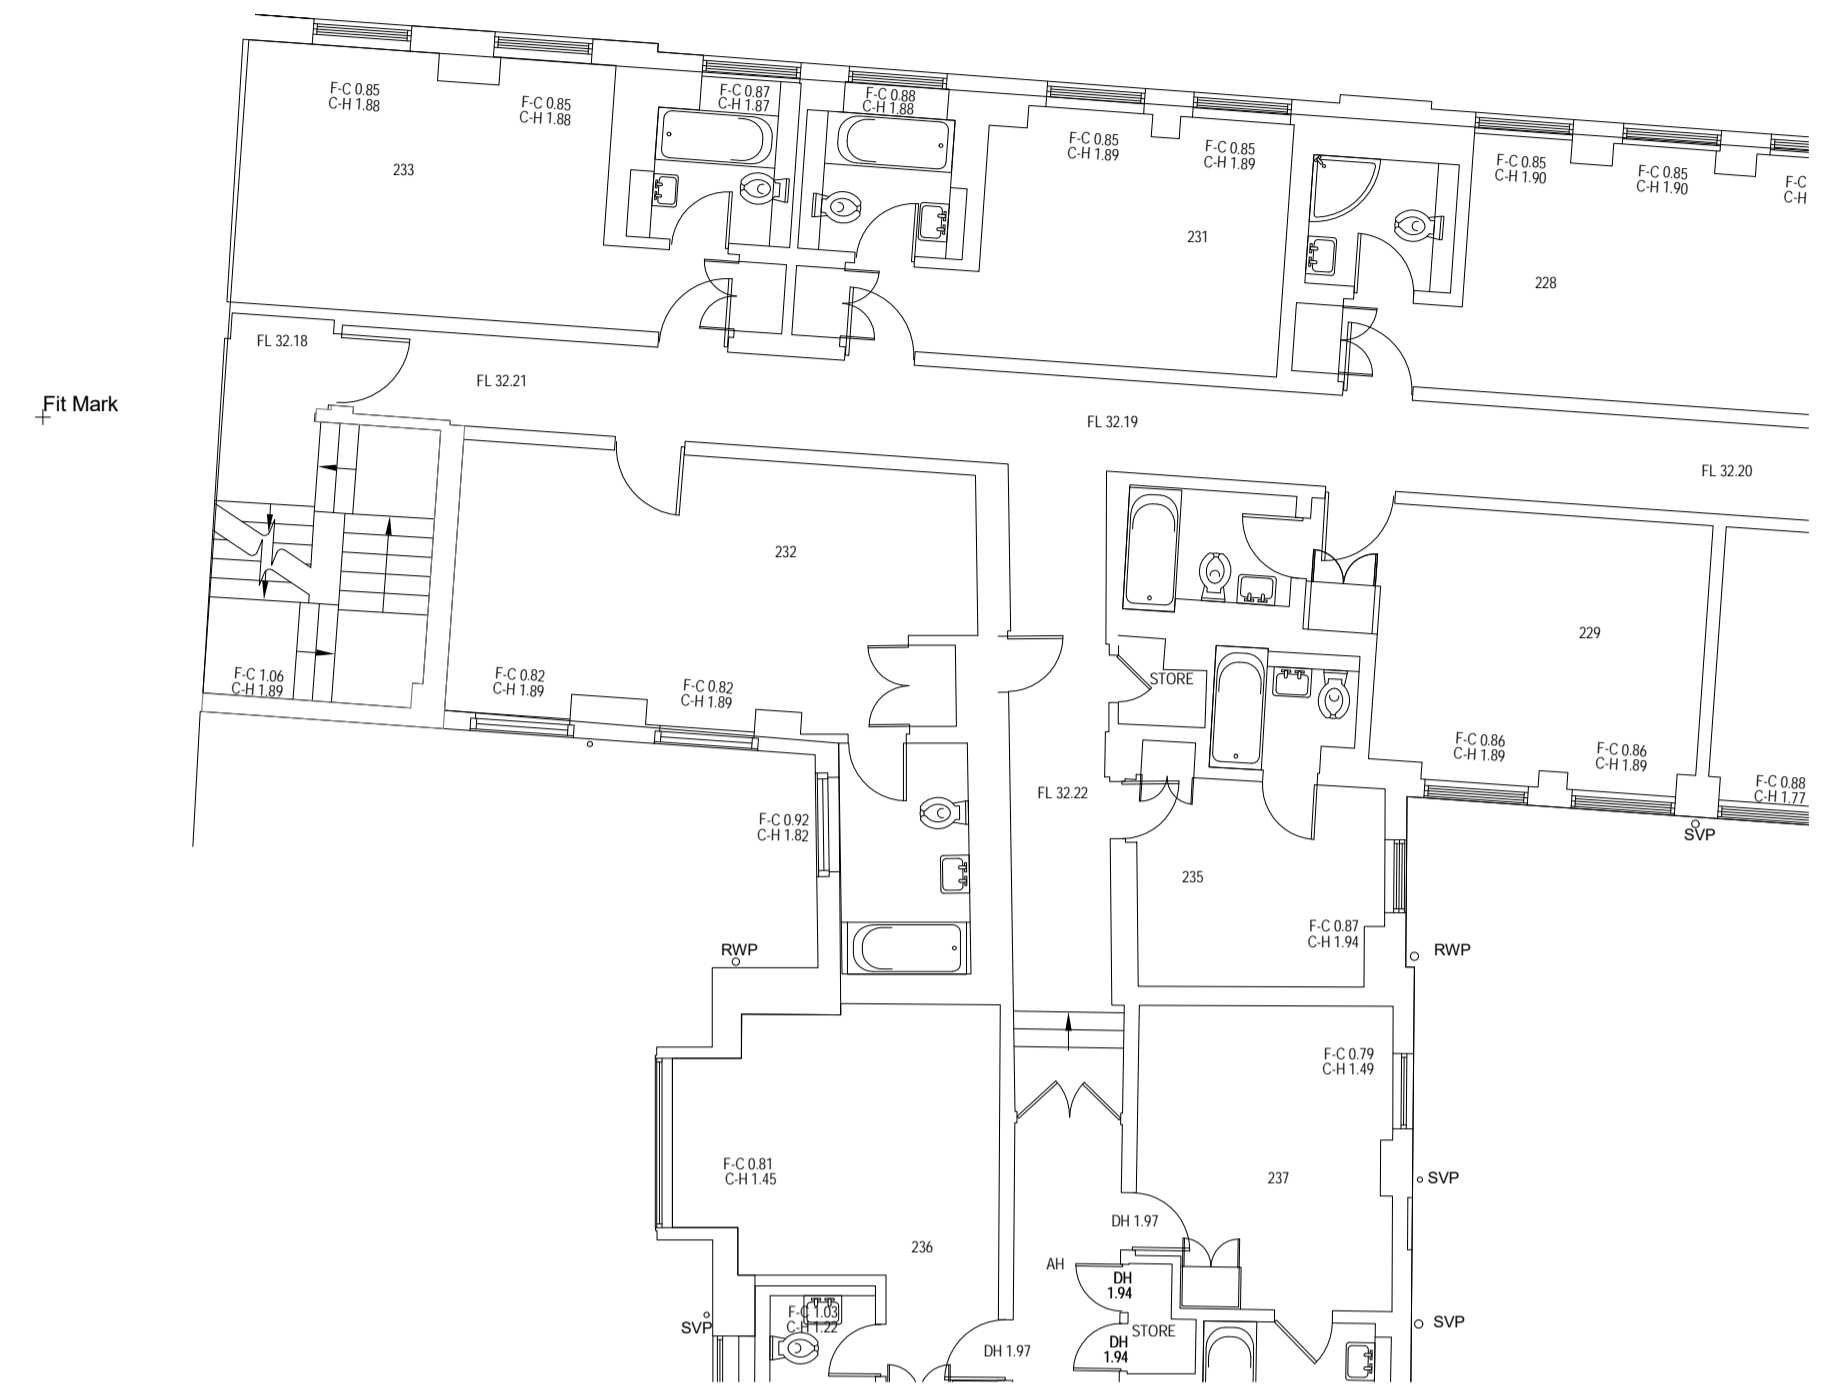 F-C 0.85
C-H 1.88
F-C 0.85
C-H 1.88
F-C 0.87
C-H 1.87
F-C 0.88
C-H 1.88
F-C 0.85
C-H 1.89
F-C 0.85
C-H 1.89
F-C 0.85
C-H 1.90
F-C 0.85
C-H 1.90
F-C
C-H
233
231
228
FL 32.18
FL 32.21
Fit Mark
FL 32.19
FL 32.20
232
229
F-C 1.06
C-H 1.89
F-C 0.82
C-H 1.89
F-C 0.82
C-H 1.89
STORE
F-C 0.86
C-H 1.89
F-C 0.86
C-H 1.89
F-C 0.88
C-H 1.77
FL 32.22
F-C 0.92
C-H 1.82
SVP
235
F-C 0.87
C-H 1.94
RWP
RWP
F-C 0.79
C-H 1.49
F-C 0.81
C-H 1.45
237
SVP
DH 1.97
236
AH
DH
1.94
F-C 1.03
C-H 1.22
SVP
STORE
SVP
DH
1.94
DH 1.97